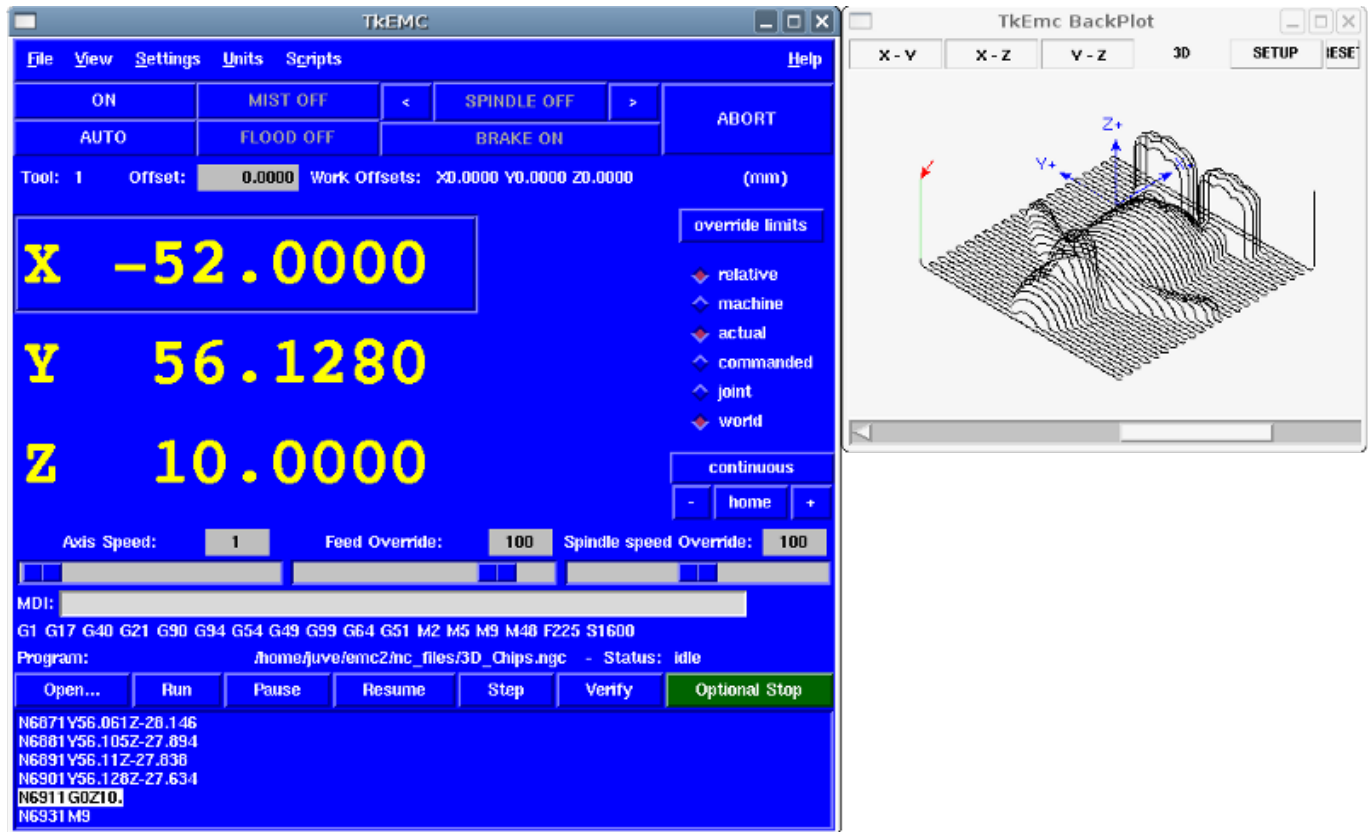 TkEMC
File View Settings Units Scripts Help
ON MIST OFF < SPINDLE OFF > ABORT
AUTO FLOOD OFF BRAKE ON
Tool: 1 Offset: 0.0000 Work Offsets: X0.0000 Y0.0000 Z0.0000 (mm)
override limits
X -52.0000
relative
machine
Y 56.1280
actual
commanded
joint
world
Z 10.0000
continuous
- home +
Axis Speed: 1 Feed Override: 100 Spindle speed Override: 100
MDI:
G1 G17 G40 G21 G90 G94 G54 G49 G99 G64 G51 M2 M5 M9 M48 F225 S1600
Program: /home/juve/emc2/nc_files/3D_Chips.ngc - Status: idle
Open... Run Pause Resume Step Verify Optional Stop
N6871Y56.061Z-28.146
N6881Y56.105Z-27.894
N6891Y56.11Z-27.838
N6901Y56.128Z-27.634
N6911G0Z10.
N6931M9
TkEmc BackPlot
X - Y X - Z Y - Z 3D SETUP
Z+
Y+